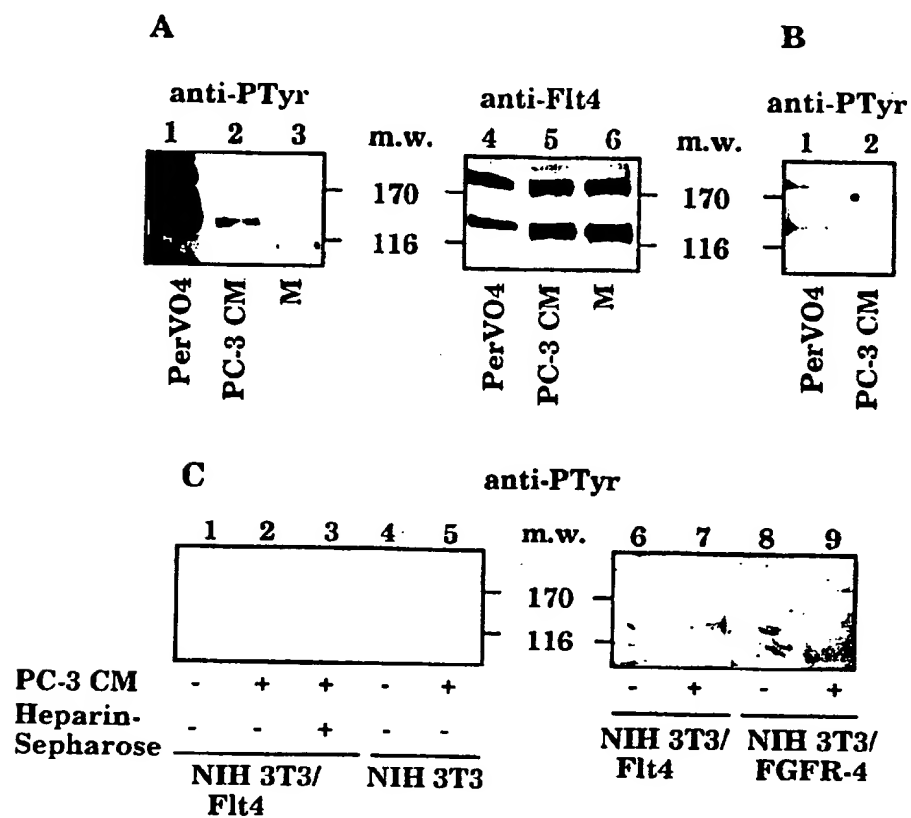 A
B
anti-PTyr
anti-Flt4
anti-PTyr
1 2 3 m.w. 4 5 6 m.w. 1 2
170
170
116
116
PerVO4
PC-3 CM
M
PerVO4
PC-3 CM
M
PerVO4
PC-3 CM
C
anti-PTyr
1 2 3 4 5 m.w. 6 7 8 9
170
116
PC-3 CM - + + - + - + - +
Heparin-
Sepharose - - + - -
NIH 3T3/
Flt4
NIH 3T3
NIH 3T3/
Flt4
NIH 3T3/
FGFR-4